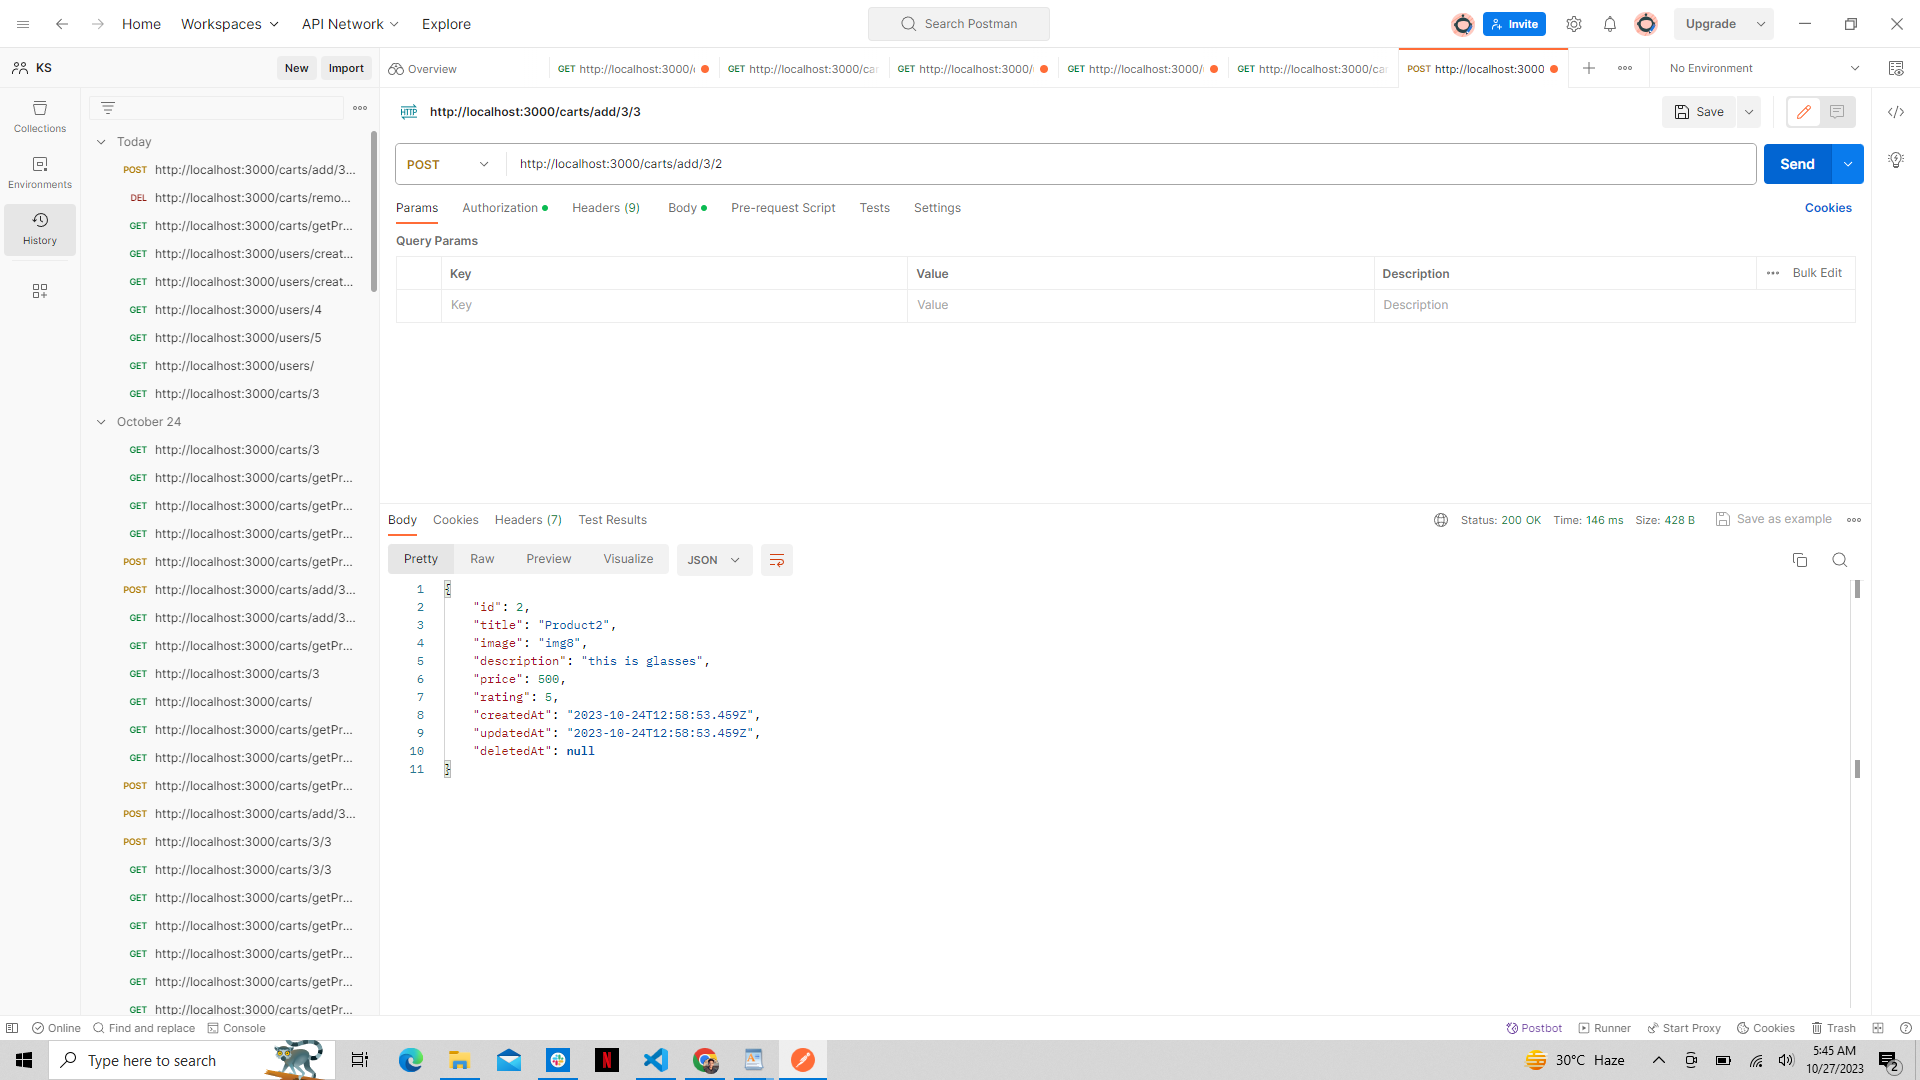 Home Workspaces API Network Explore Search Postman Invite Upgrade
KS New Import Overview GET http://localhost:3000/ GET http://localhost:3000/car GET http://localhost:3000/ GET http://localhost:3000/ GET http://localhost:3000/car POST http://localhost:3000 No Environment
HTTP http://localhost:3000/carts/add/3/3 Save
POST http://localhost:3000/carts/add/3/2 Send
Params Authorization Headers (9) Body Pre-request Script Tests Settings Cookies
Query Params
Key Value Description Bulk Edit
Key Value Description
Collections
Environments
History
Today
POST http://localhost:3000/carts/add/3...
DEL http://localhost:3000/carts/remo...
GET http://localhost:3000/carts/getPr...
GET http://localhost:3000/users/creat...
GET http://localhost:3000/users/creat...
GET http://localhost:3000/users/4
GET http://localhost:3000/users/5
GET http://localhost:3000/users/
GET http://localhost:3000/carts/3
October 24
GET http://localhost:3000/carts/3
GET http://localhost:3000/carts/getPr...
GET http://localhost:3000/carts/getPr...
GET http://localhost:3000/carts/getPr...
POST http://localhost:3000/carts/getPr...
POST http://localhost:3000/carts/add/3...
GET http://localhost:3000/carts/add/3...
GET http://localhost:3000/carts/getPr...
GET http://localhost:3000/carts/3
GET http://localhost:3000/carts/
GET http://localhost:3000/carts/getPr...
GET http://localhost:3000/carts/getPr...
POST http://localhost:3000/carts/getPr...
POST http://localhost:3000/carts/add/3...
POST http://localhost:3000/carts/3/3
GET http://localhost:3000/carts/3/3
GET http://localhost:3000/carts/getPr...
GET http://localhost:3000/carts/getPr...
GET http://localhost:3000/carts/getPr...
GET http://localhost:3000/carts/getPr...
GET http://localhost:3000/carts/getPr...
Body Cookies Headers (7) Test Results Status: 200 OK Time: 146 ms Size: 428 B Save as example
Pretty Raw Preview Visualize JSON
1 {
2 "id": 2,
3 "title": "Product2",
4 "image": "img8",
5 "description": "this is glasses",
6 "price": 500,
7 "rating": 5,
8 "createdAt": "2023-10-24T12:58:53.459Z",
9 "updatedAt": "2023-10-24T12:58:53.459Z",
10 "deletedAt": null
11 }
Online Find and replace Console Postbot Runner Start Proxy Cookies Trash
Type here to search 30°C Haze 5:45 AM
10/27/2023 2